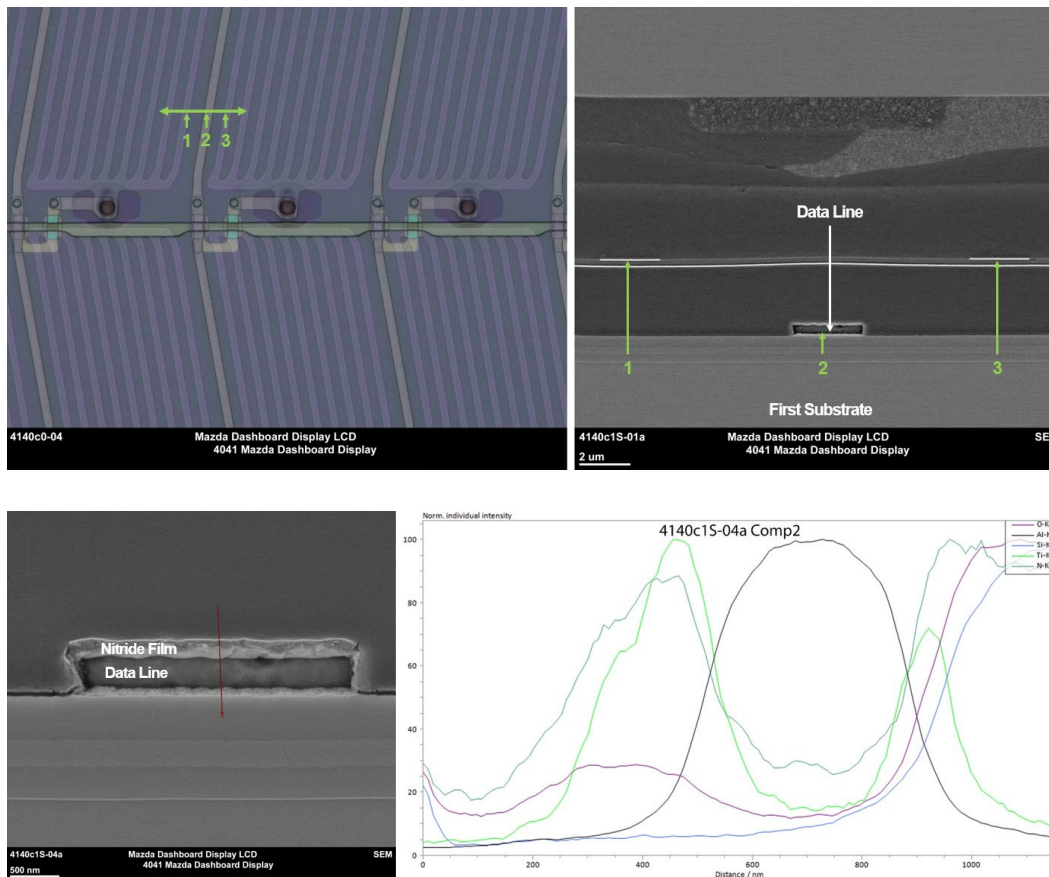 1 2 3
4140c0-04 Mazda Dashboard Display LCD
4041 Mazda Dashboard Display
Data Line
1 2 3
First Substrate
4140c1S-01a Mazda Dashboard Display LCD SE
2 um 4041 Mazda Dashboard Display
Nitride Film
Data Line
4140c1S-04a Mazda Dashboard Display LCD SEM
500 nm 4041 Mazda Dashboard Display
Norm. individual intensity
4140c1S-04a Comp2
O-K
Al-K
Si-K
Ti-K
N-K
100
80
60
40
20
0
0 200 400 600 800 1000
Distance / nm